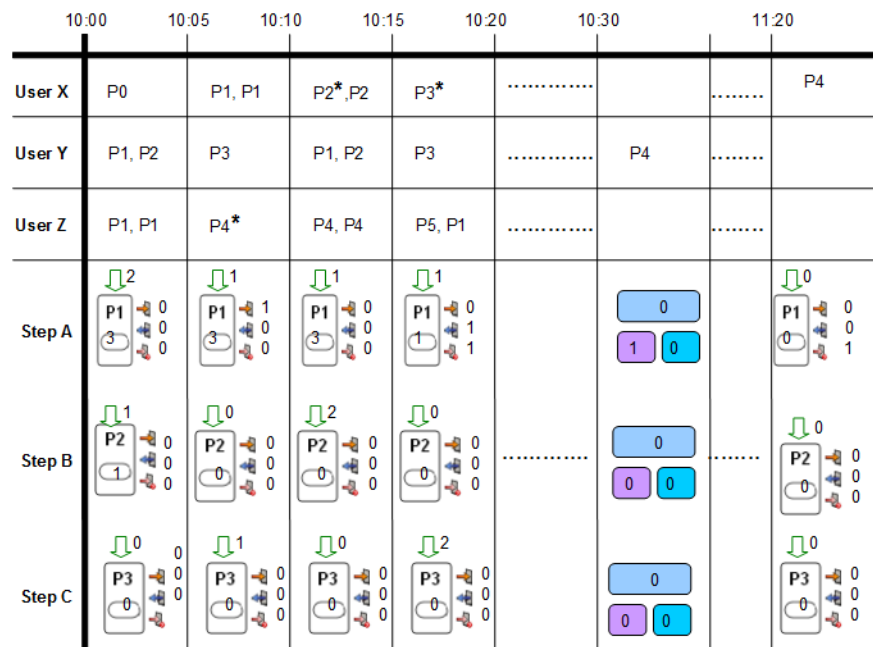 10:00 10:05 10:10 10:15 10:20 10:30 11:20
User X P0 P1, P1 P2*,P2 P3* ............. ....... P4
User Y P1, P2 P3 P1, P2 P3 ............. P4 .......
User Z P1, P1 P4* P4, P4 P5, P1 ............. .......
2 1 1 1 0
P1 0 P1 1 P1 0 P1 0 0 P1 0
Step A 3 0 3 0 3 0 1 1 1 0 0 0
0 0 0 1 1
1 0 2 0 0
P2 0 P2 0 P2 0 P2 0 0 P2 0
Step B 1 0 0 0 0 0 0 0 ............. 0 0 ........ 0 0
0 0 0 0 0
0 1 0 2 0
0
P3 0 P3 0 P3 0 P3 0 0 P3 0
Step C 0 0 0 0 0 0 0 0 0 0 0 0
0 0 0 0